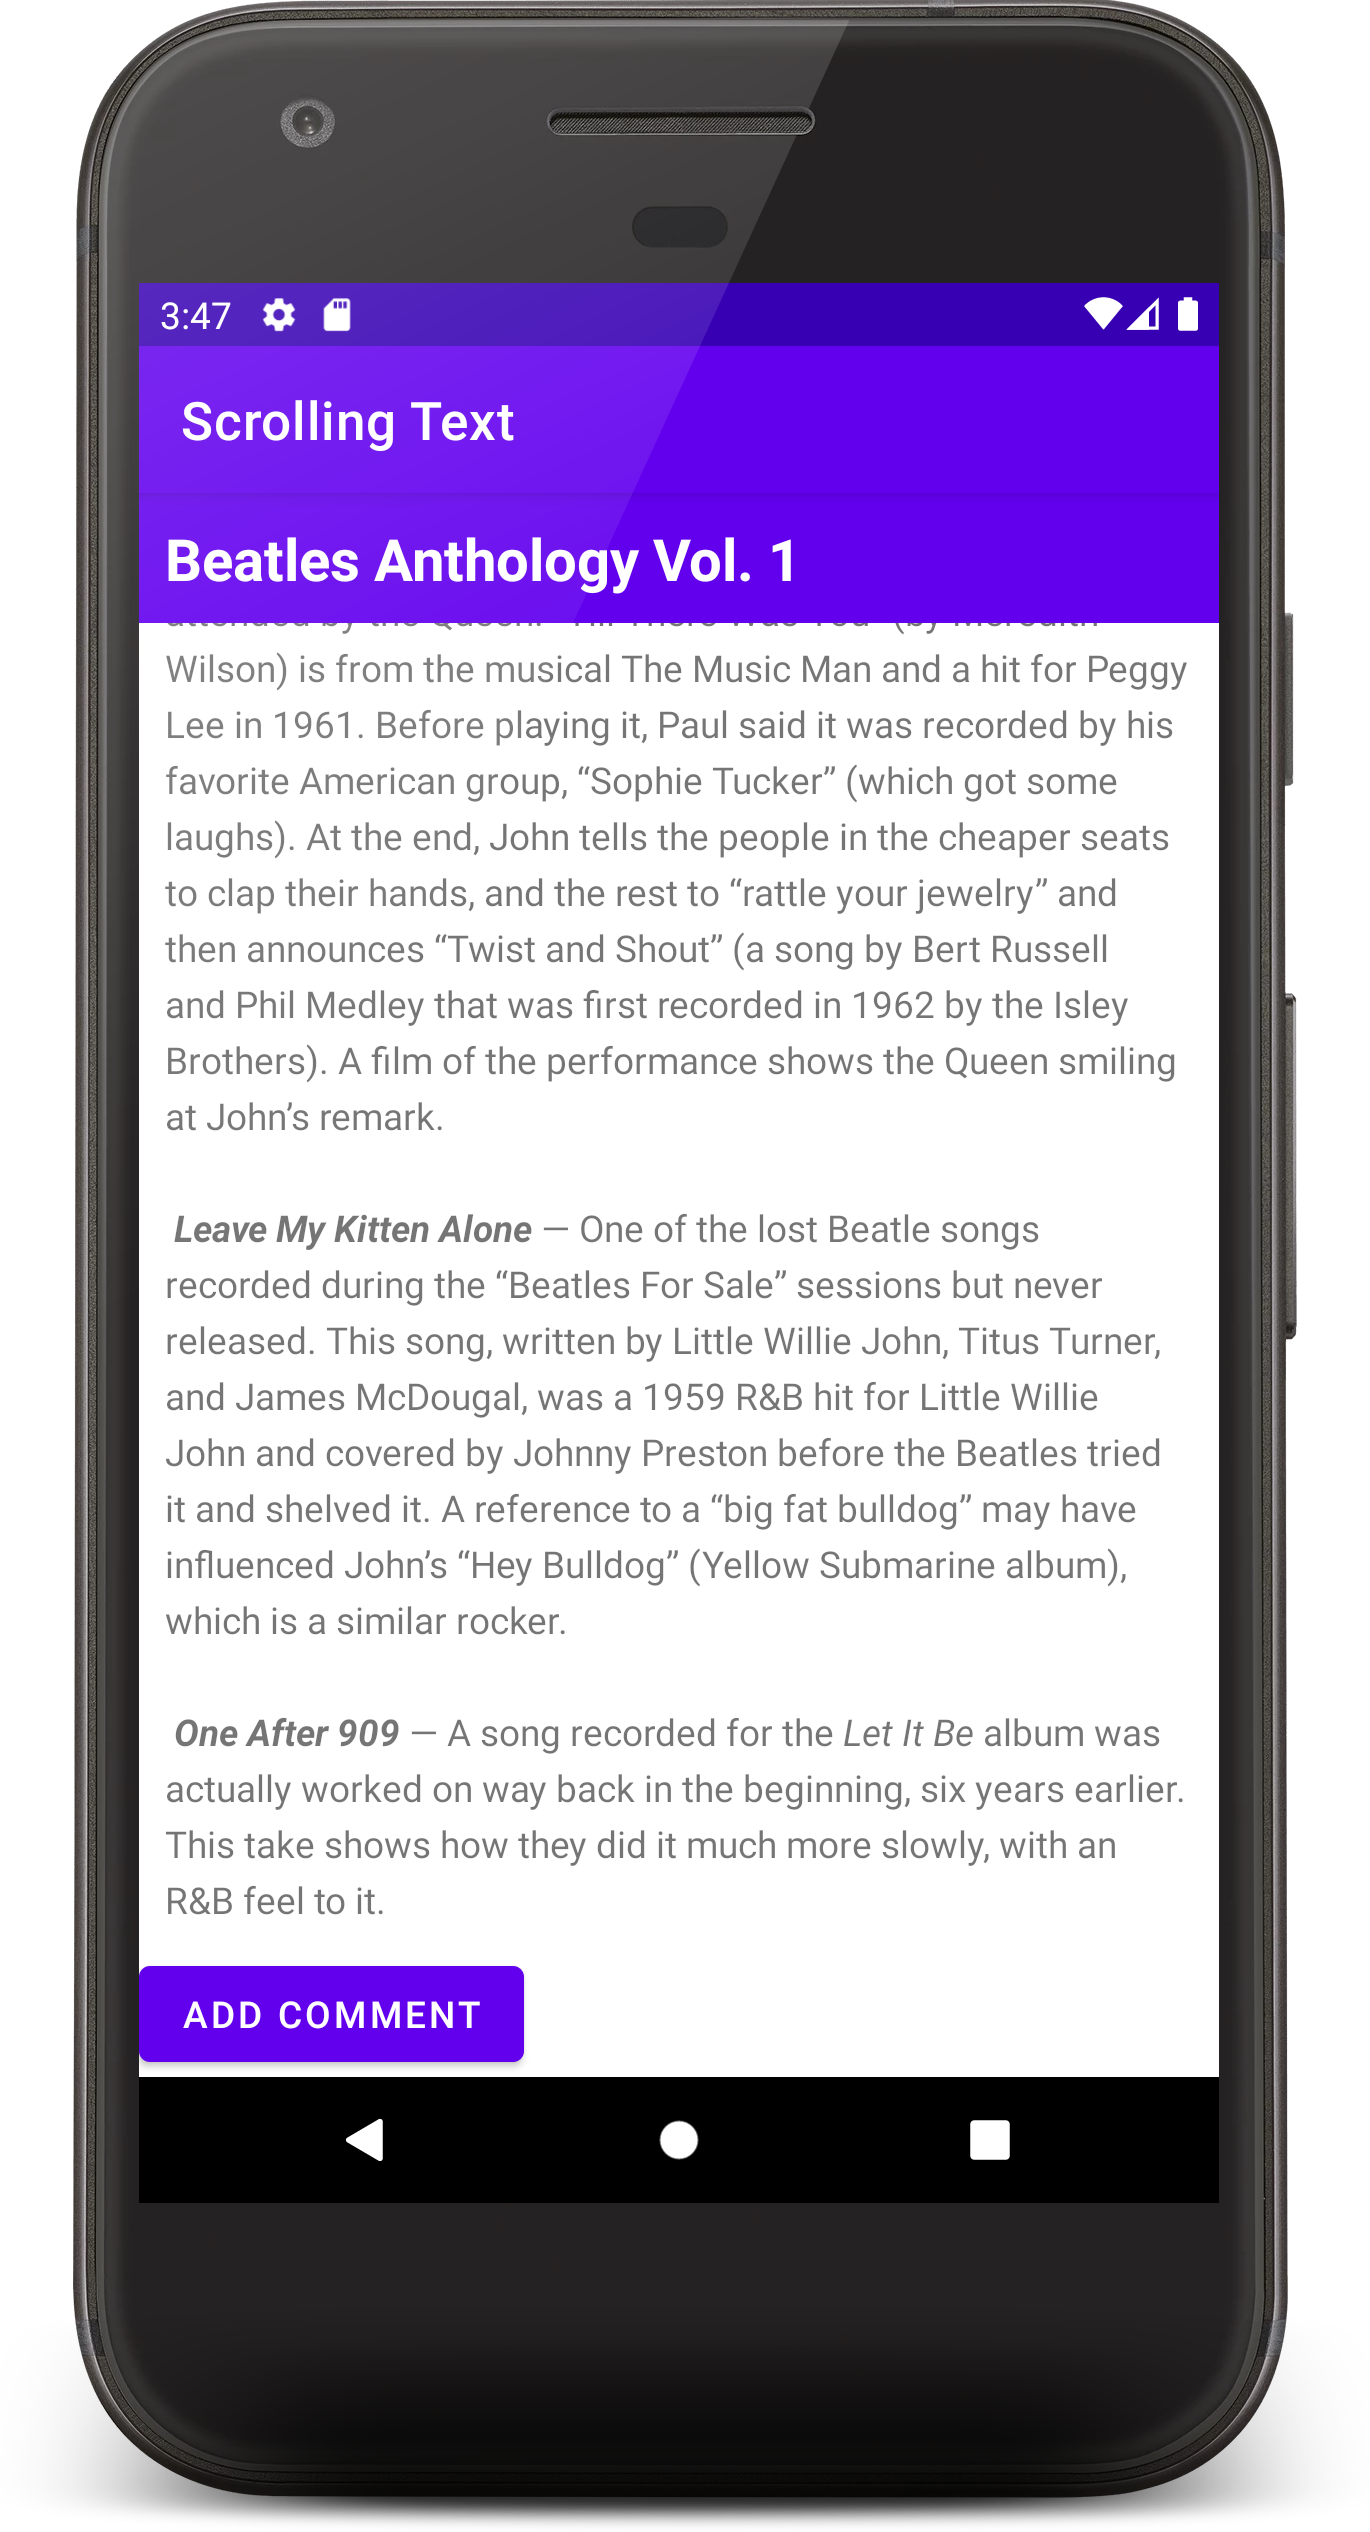 3:47
Scrolling Text
Beatles Anthology Vol. 1
attended by the Queen. “Till There Was You” (by Meredith
Wilson) is from the musical The Music Man and a hit for Peggy
Lee in 1961. Before playing it, Paul said it was recorded by his
favorite American group, “Sophie Tucker” (which got some
laughs). At the end, John tells the people in the cheaper seats
to clap their hands, and the rest to “rattle your jewelry” and
then announces “Twist and Shout” (a song by Bert Russell
and Phil Medley that was first recorded in 1962 by the Isley
Brothers). A film of the performance shows the Queen smiling
at John’s remark.
Leave My Kitten Alone — One of the lost Beatle songs
recorded during the “Beatles For Sale” sessions but never
released. This song, written by Little Willie John, Titus Turner,
and James McDougal, was a 1959 R&B hit for Little Willie
John and covered by Johnny Preston before the Beatles tried
it and shelved it. A reference to a “big fat bulldog” may have
influenced John’s “Hey Bulldog” (Yellow Submarine album),
which is a similar rocker.
One After 909 — A song recorded for the Let It Be album was
actually worked on way back in the beginning, six years earlier.
This take shows how they did it much more slowly, with an
R&B feel to it.
ADD COMMENT